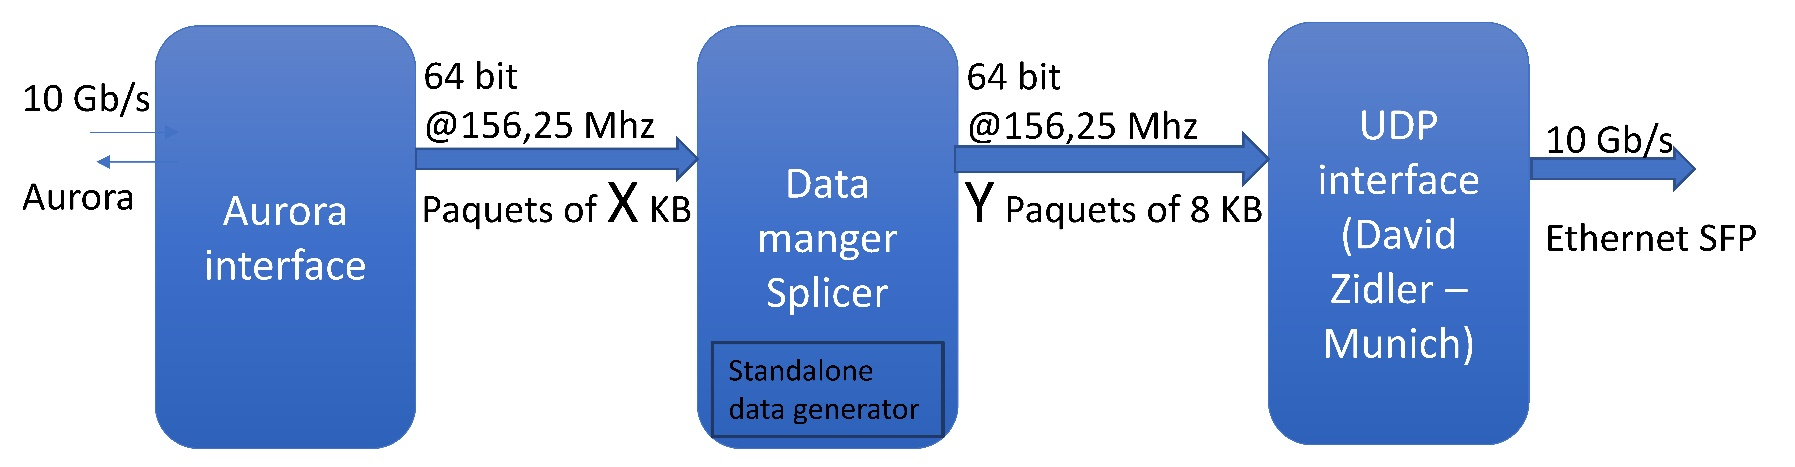 10 Gb/s
Aurora
Aurora
interface
64 bit
@156,25 Mhz
Paquets of X KB
Data
manger
Splicer
Standalone
data generator
64 bit
@156,25 Mhz
Y Paquets of 8 KB
UDP
interface
(David
Zidler –
Munich)
10 Gb/s
Ethernet SFP